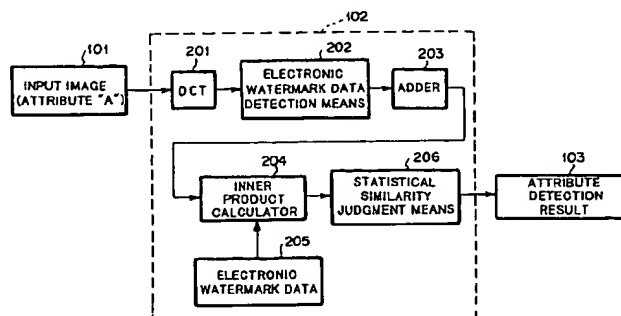 102
101
INPUT IMAGE
(ATTRIBUTE "A")
201
DCT
202
ELECTRONIC
WATERMARK DATA
DETECTION MEANS
203
ADDER
204
INNER
PRODUCT
CALCULATOR
206
STATISTICAL
SIMILARITY
JUDGMENT MEANS
103
ATTRIBUTE
DETECTION
RESULT
205
ELECTRONIC
WATERMARK DATA